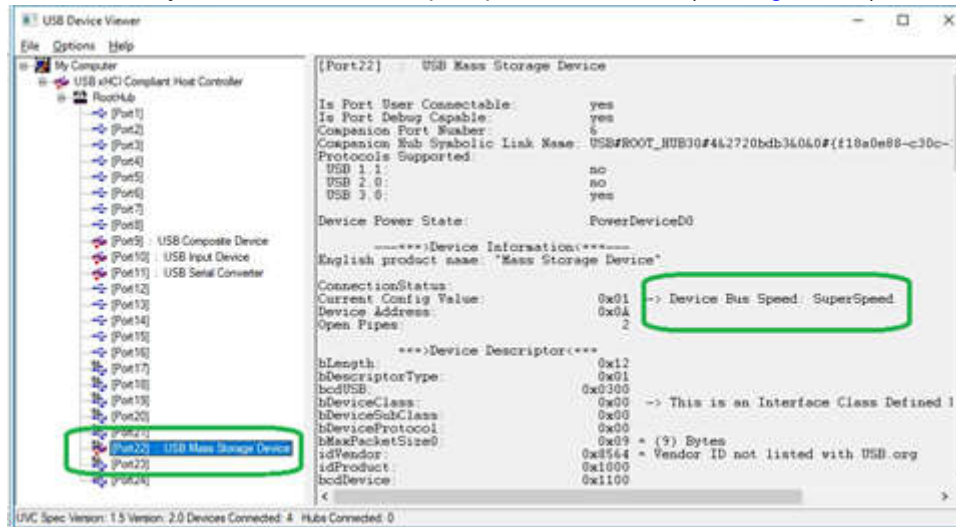 USB Device Viewer
File Options Help
My Computer
USB xHCI Compliant Host Controller
RootHub
[Port1]
[Port2]
[Port3]
[Port4]
[Port5]
[Port6]
[Port7]
[Port8]
[Port9] : USB Composite Device
[Port10] : USB Input Device
[Port11] : USB Serial Converter
[Port12]
[Port13]
[Port14]
[Port15]
[Port16]
[Port17]
[Port18]
[Port19]
[Port20]
[Port21]
[Port22] : USB Mass Storage Device
[Port23]
[Port24]
[Port22] : USB Mass Storage Device
Is Port User Connectable: yes
Is Port Debug Capable: yes
Companion Port Number: 6
Companion Hub Symbolic Link Name: USB#ROOT_HUB30#4&2720bdb3&0&0#{f18a0e88-c30c-
Protocols Supported:
USB 1.1: no
USB 2.0: no
USB 3.0: yes
Device Power State: PowerDeviceD0
---===>Device Information<===---
English product name: "Mass Storage Device"
ConnectionStatus:
Current Config Value: 0x01 -> Device Bus Speed: SuperSpeed
Device Address: 0x0A
Open Pipes: 2
===>Device Descriptor<===
bLength: 0x12
bDescriptorType: 0x01
bcdUSB: 0x0300
bDeviceClass: 0x00 -> This is an Interface Class Defined
bDeviceSubClass: 0x00
bDeviceProtocol: 0x00
bMaxPacketSize0: 0x09 = (9) Bytes
idVendor: 0x8564 = Vendor ID not listed with USB.org
idProduct: 0x1000
bcdDevice: 0x1100
UVC Spec Version: 1.5 Version: 2.0 Devices Connected: 4 Hubs Connected: 0